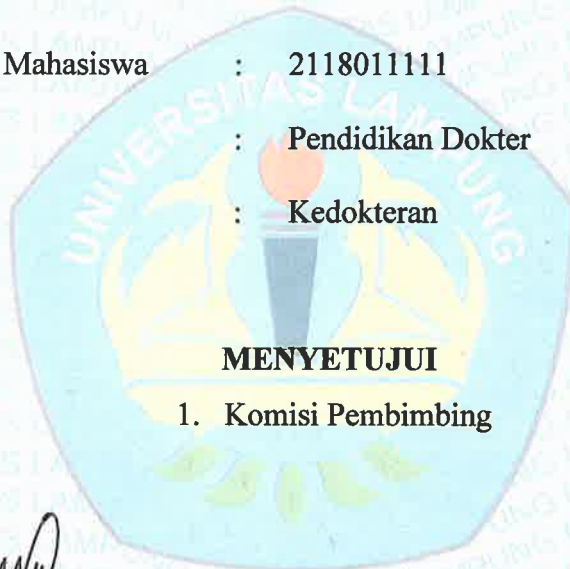 Mahasiswa : 2118011111
: Pendidikan Dokter
: Kedokteran
UNIVERSITAS LAMPUNG
MENYETUJUI
1. Komisi Pembimbing